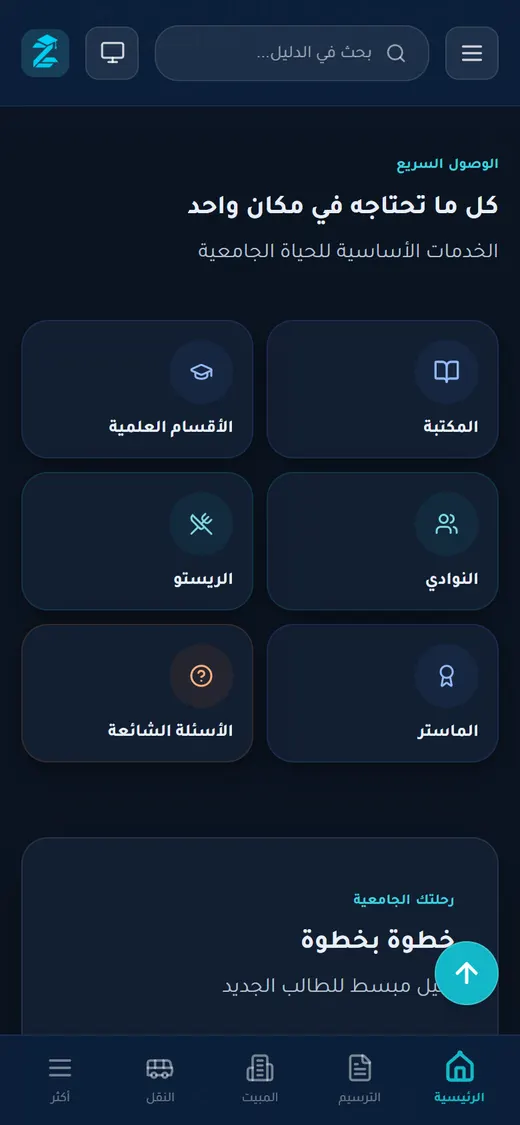 بحث في الدليل...
الوصول السريع
كل ما تحتاجه في مكان واحد
الخدمات الأساسية للحياة الجامعية
المكتبة
الأقسام العلمية
النوادي
الريستو
الماستر
الأسئلة الشائعة
رحلتك الجامعية
خطوة بخطوة
مبسط للطالب الجديد
الرئيسية
الترسيم
المبيت
النقل
أكثر